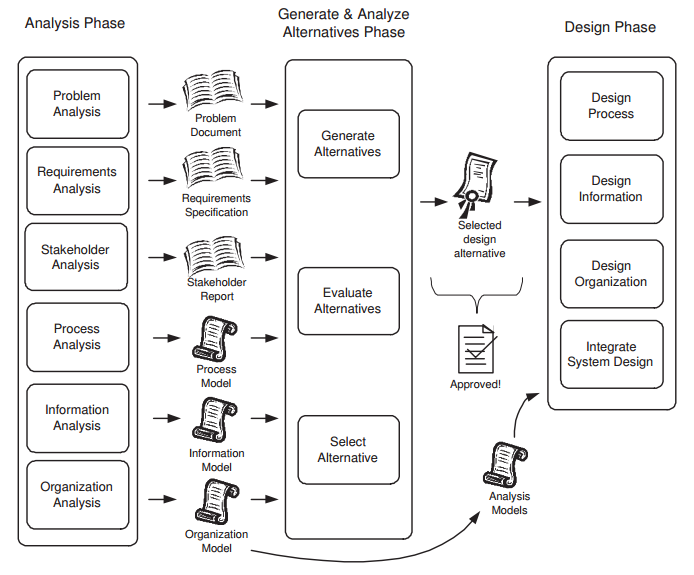 Analysis Phase
Generate & Analyze
Alternatives Phase
Design Phase
Problem
Analysis
Requirements
Analysis
Stakeholder
Analysis
Process
Analysis
Information
Analysis
Organization
Analysis
Problem
Document
Requirements
Specification
Stakeholder
Report
Process
Model
Information
Model
Organization
Model
Generate
Alternatives
Evaluate
Alternatives
Select
Alternative
Selected
design
alternative
Approved!
Analysis
Models
Design
Process
Design
Information
Design
Organization
Integrate
System Design